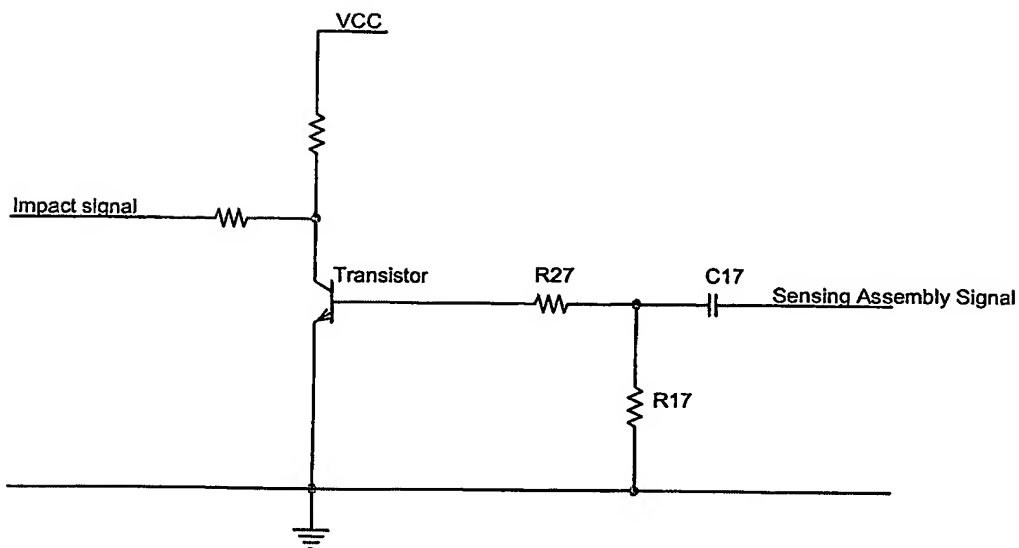 VCC
Impact signal
Transistor
R27
C17
Sensing Assembly Signal
R17